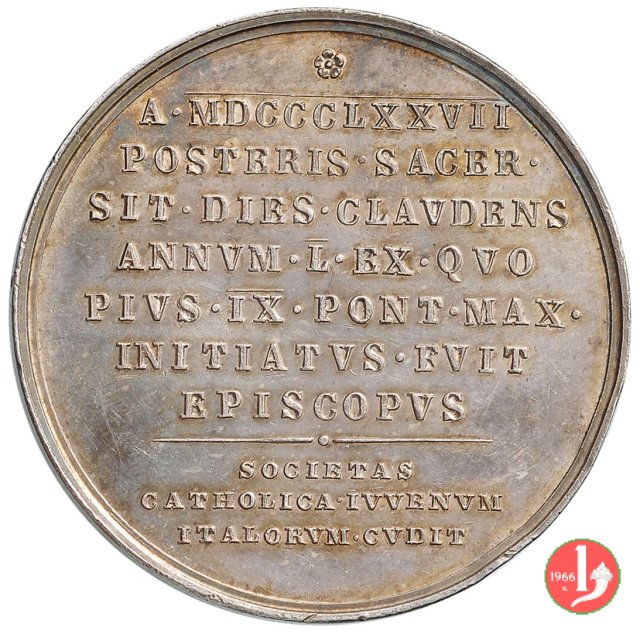 A · MDCCCLXXVII
POSTERIS · SACER ·
SIT · DIES · CLAVDENS
ANNVM · L̅ · EX · QVO
PIVS · I̅X̅ · PONT · MAX ·
INITIATVS · FVIT
EPISCOPVS
SOCIETAS
CATHOLICA · IVVENVM
ITALORVM · CVDIT
1966